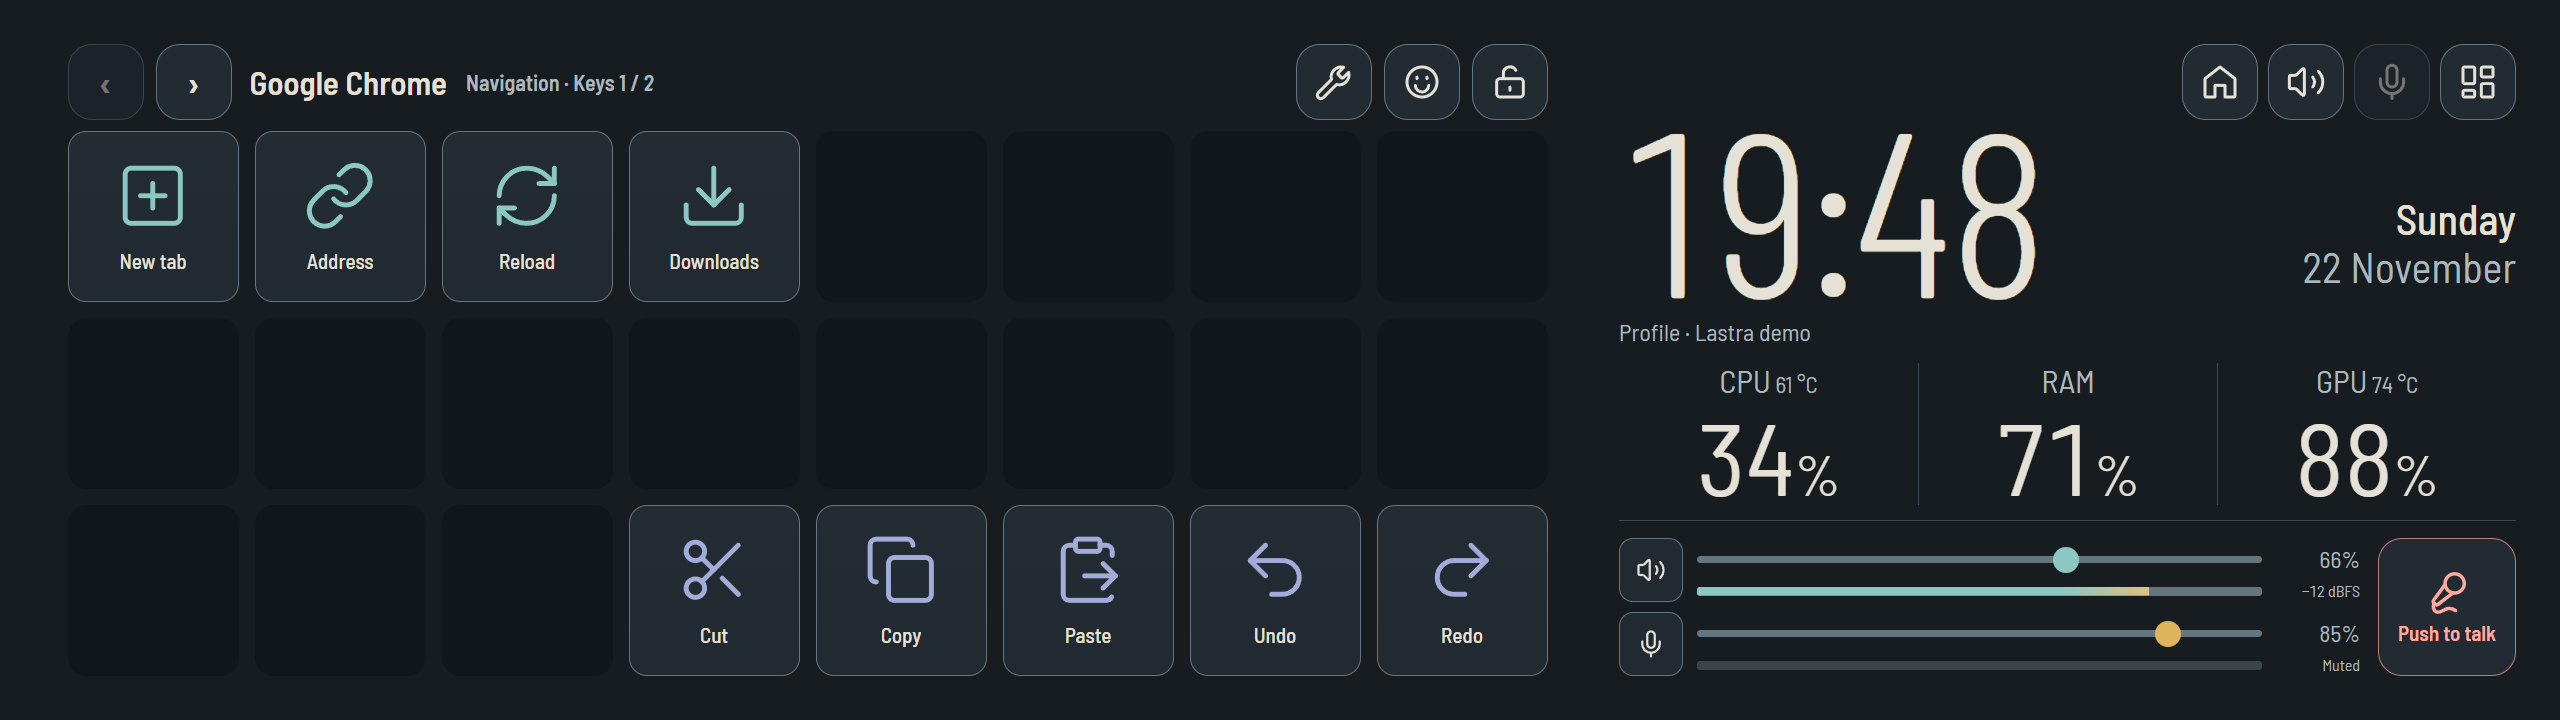 ‹ › Google Chrome Navigation · Keys 1 / 2
New tab Address Reload Downloads
Cut Copy Paste Undo Redo
19:48
Sunday
22 November
Profile · Lastra demo
CPU 61 °C RAM GPU 74 °C
34% 71% 88%
66%
−12 dBFS
85%
Muted
Push to talk